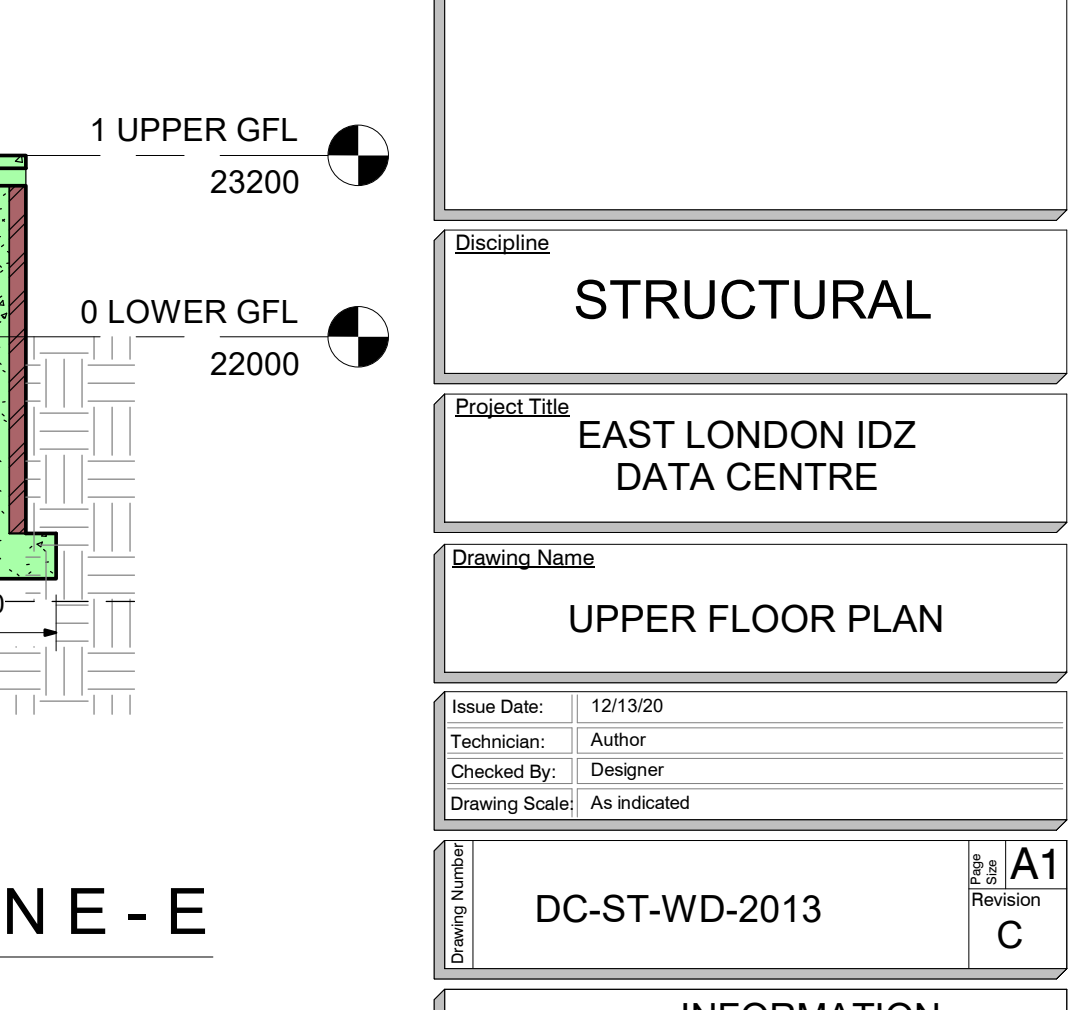 1 UPPER GFL
23200
0 LOWER GFL
22000
N E - E
Discipline
STRUCTURAL
Project Title
EAST LONDON IDZ
DATA CENTRE
Drawing Name
UPPER FLOOR PLAN
Issue Date: 12/13/20
Technician: Author
Checked By: Designer
Drawing Scale: As indicated
Drawing Number
DC-ST-WD-2013
Page
Size
A1
Revision
C
INFORMATION